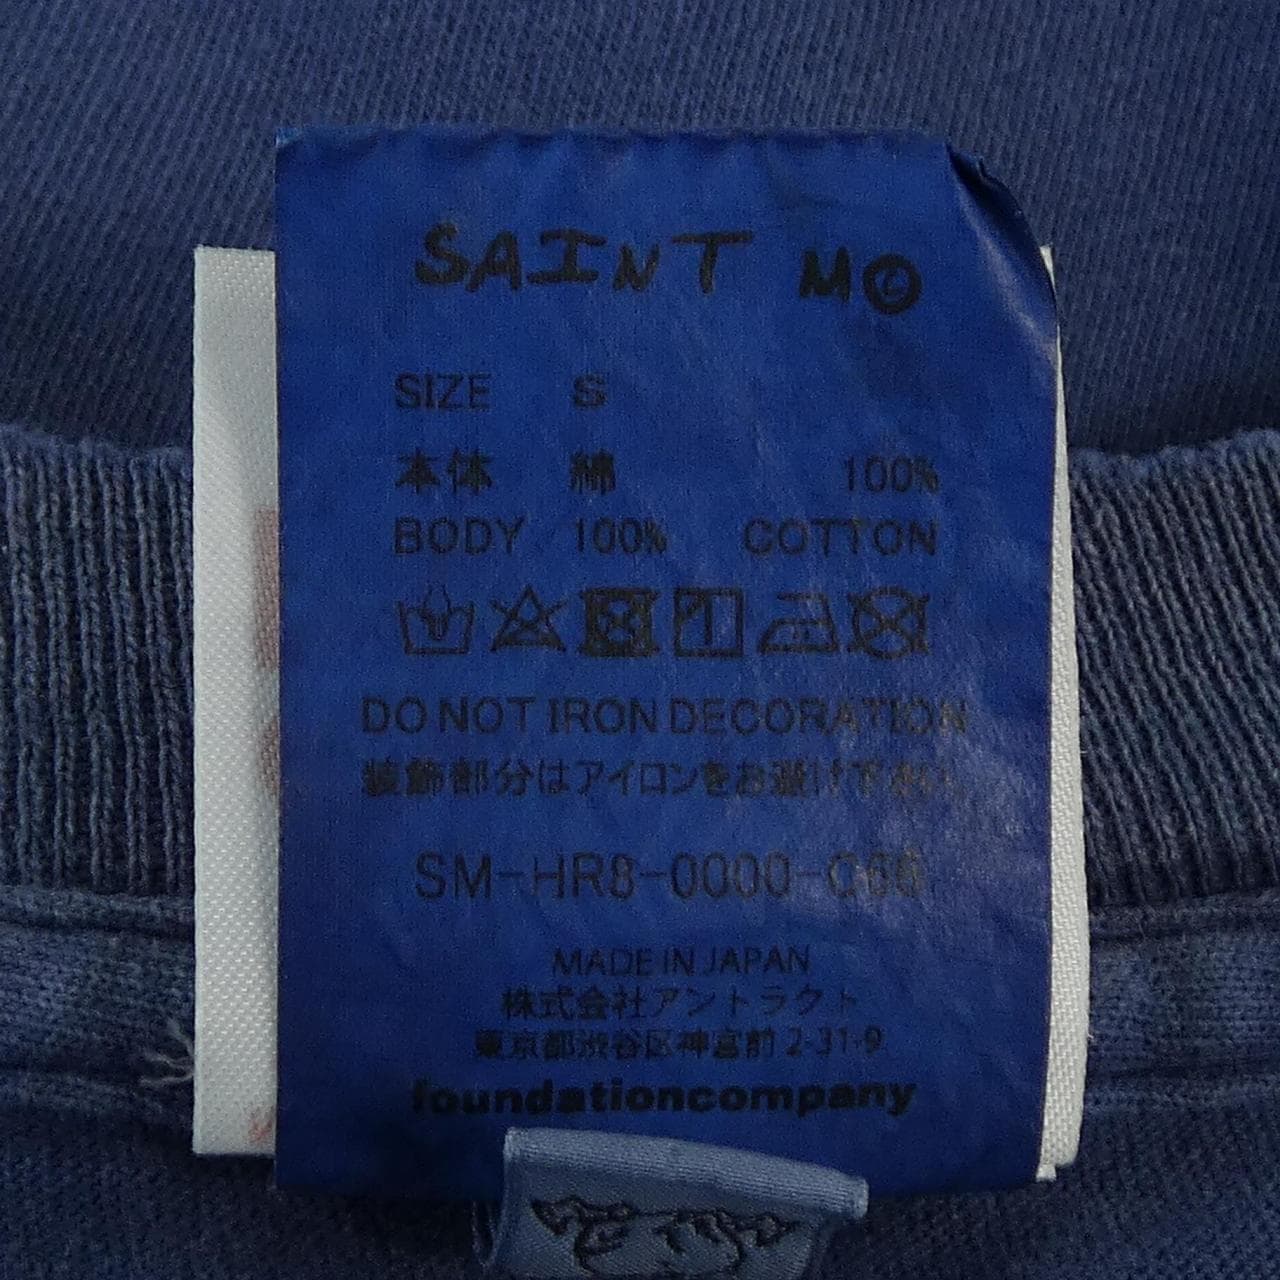 SAINT M©
SIZE S
本体 綿 100%
BODY 100% COTTON
DO NOT IRON DECORATION
装飾部分はアイロンをお避け下さい。
SM-HR8-0000-C66
MADE IN JAPAN
株式会社アントラクト
東京都渋谷区神宮前2-31-9
foundationcompany